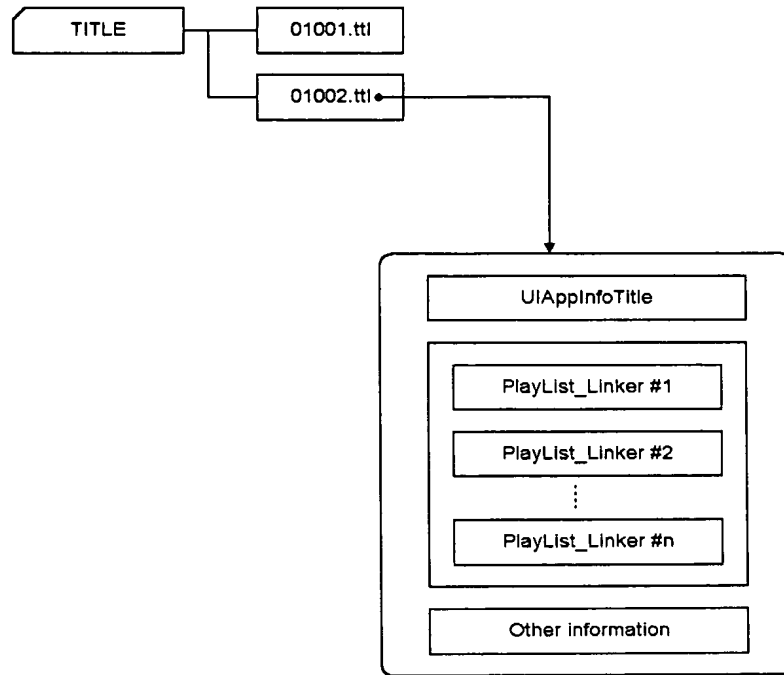 TITLE
01001.ttl
01002.ttl
UIAppInfoTitle
PlayList_Linker #1
PlayList_Linker #2
PlayList_Linker #n
Other information